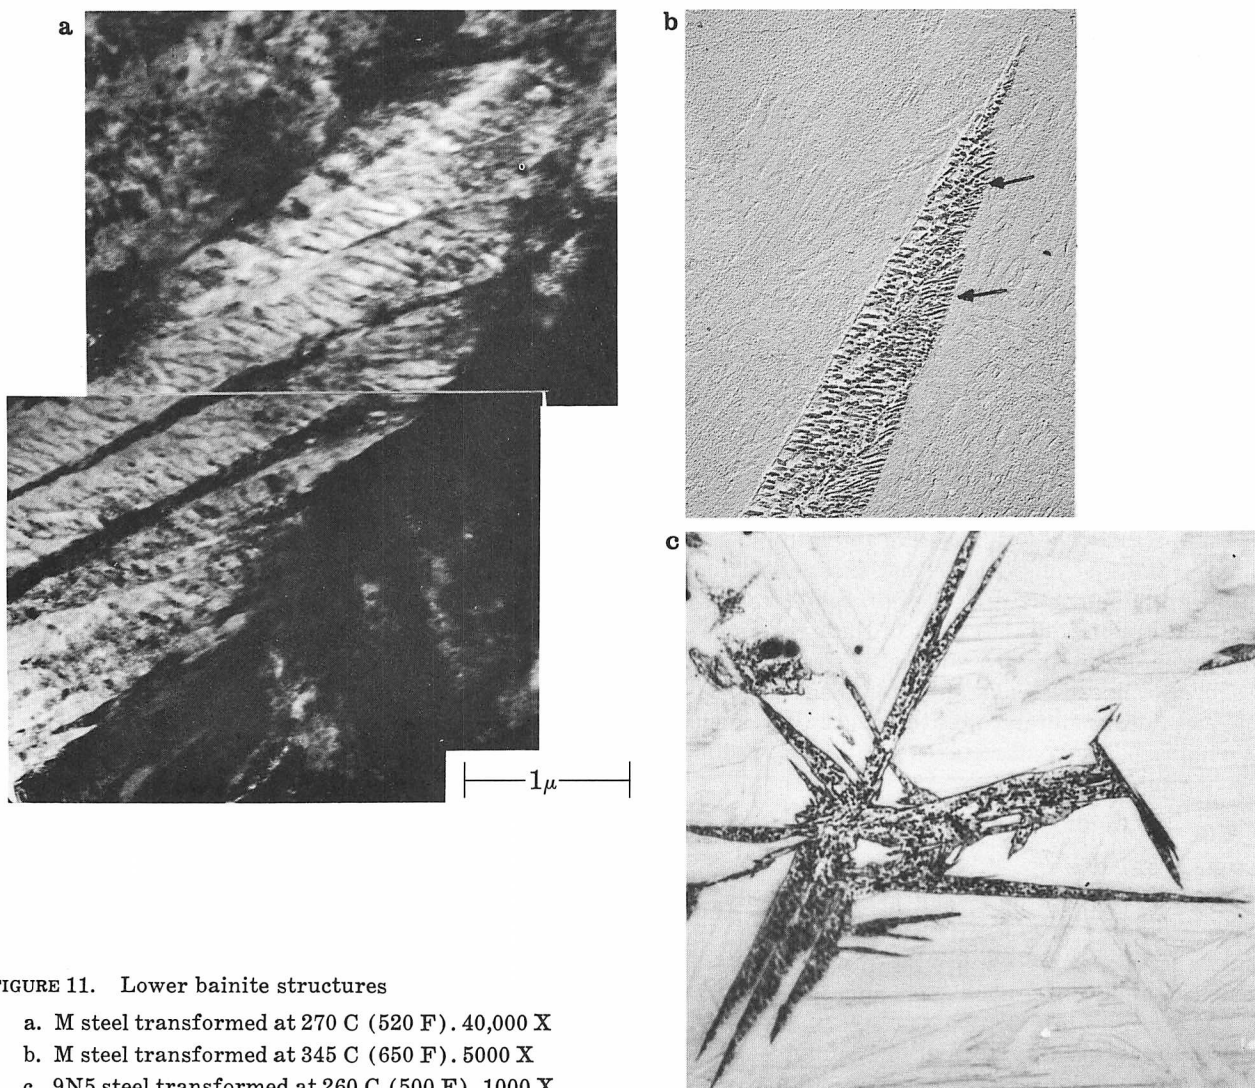 a
b
1μ
c
FIGURE 11. Lower bainite structures
a. M steel transformed at 270 C (520 F). 40,000 X
b. M steel transformed at 345 C (650 F). 5000 X
c. 9N5 steel transformed at 260 C (500 F). 1000 X